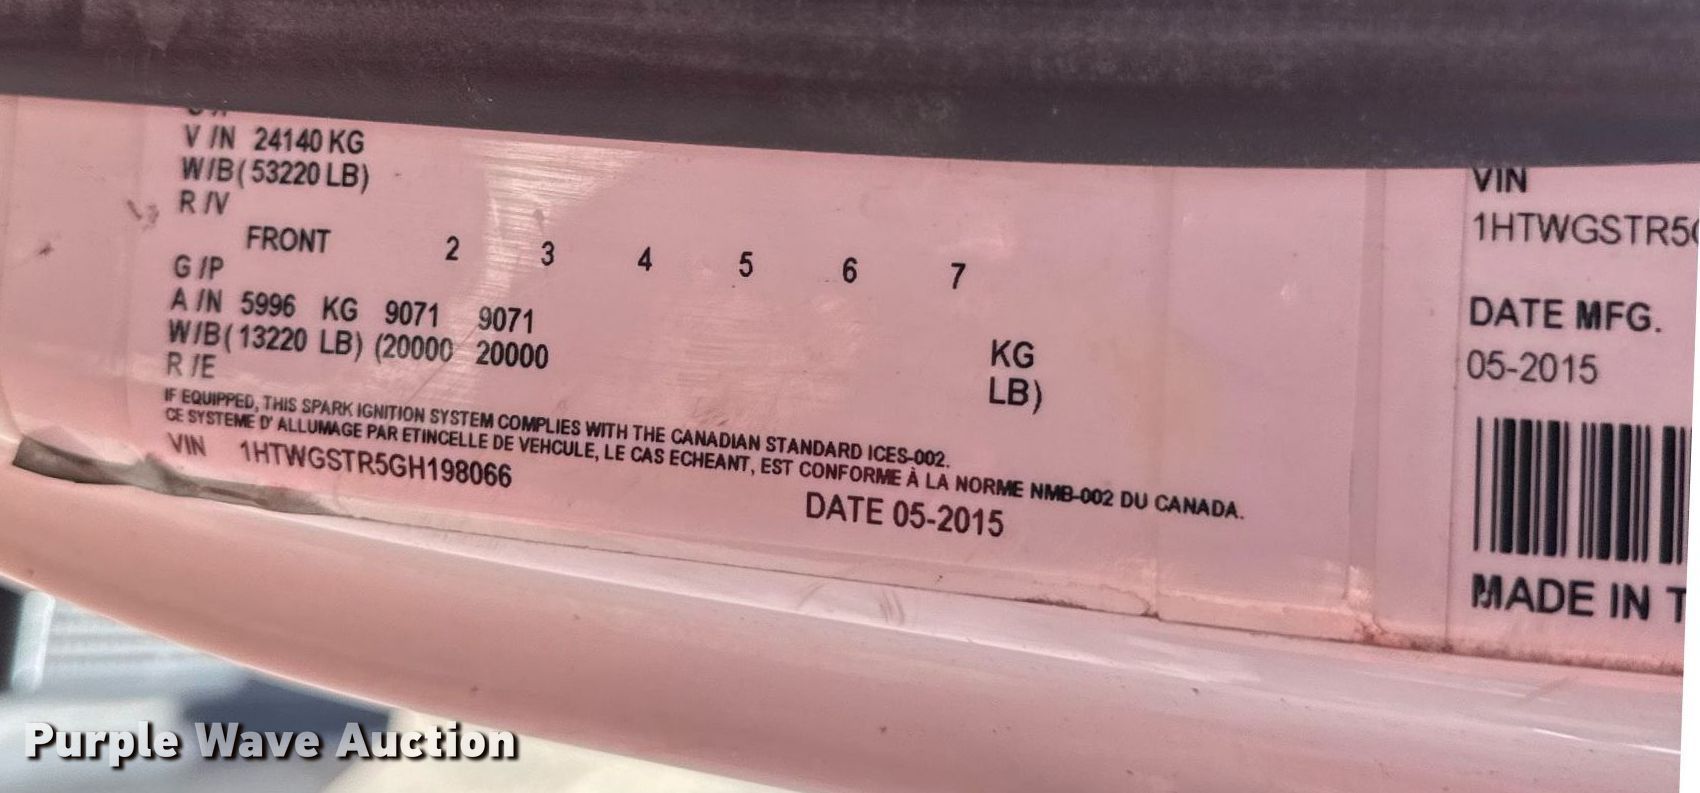 V/N 24140 KG
W/B(53220 LB)
R/V
FRONT 2 3 4 5 6 7
G/P
A/N 5996 KG 9071 9071 KG
W/B(13220 LB) (20000 20000 LB)
R/E
IF EQUIPPED, THIS SPARK IGNITION SYSTEM COMPLIES WITH THE CANADIAN STANDARD ICES-002.
CE SYSTEME D' ALLUMAGE PAR ETINCELLE DE VEHCULE, LE CAS ECHEANT, EST CONFORME À LA NORME NMB-002 DU CANADA.
VIN 1HTWGSTR5GH198066
DATE 05-2015
VIN
1HTWGSTR5
DATE MFG.
05-2015
MADE IN T
Purple Wave Auction